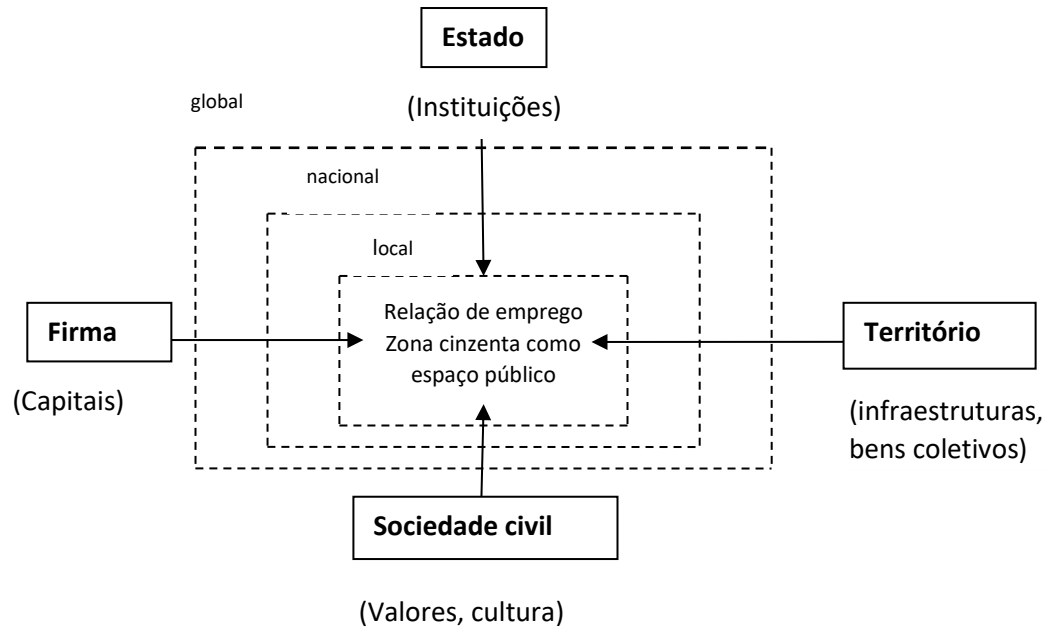 Estado
(Instituições)
global
nacional
local
Relação de emprego
Zona cinzenta como
espaço público
Firma
(Capitais)
Território
(infraestruturas,
bens coletivos)
Sociedade civil
(Valores, cultura)